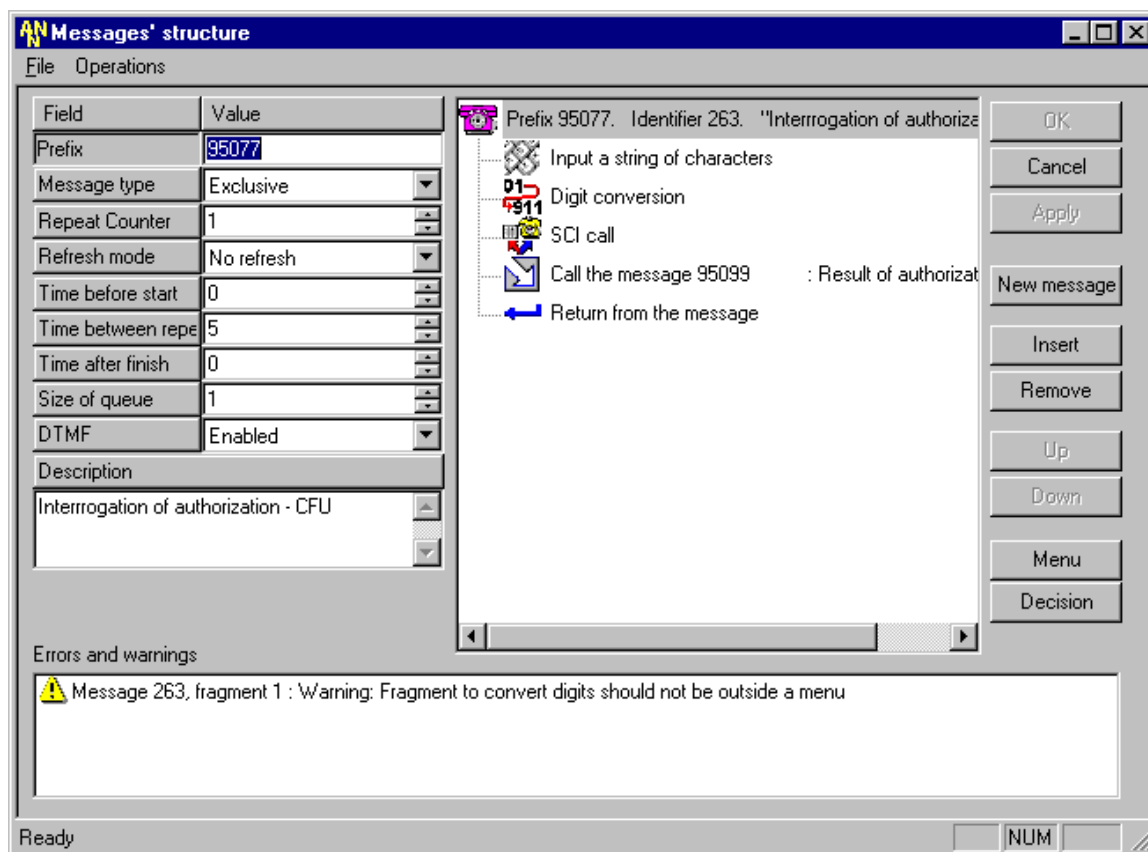 Messages' structure
File Operations
Field Value
Prefix 95077
Message type Exclusive
Repeat Counter 1
Refresh mode No refresh
Time before start 0
Time between repe 5
Time after finish 0
Size of queue 1
DTMF Enabled
Description
Interrrogation of authorization - CFU
Prefix 95077. Identifier 263. "Interrrogation of authoriza
Input a string of characters
01 911 Digit conversion
SCI call
Call the message 95099 : Result of authorizat
Return from the message
OK
Cancel
Apply
New message
Insert
Remove
Up
Down
Menu
Decision
Errors and warnings
Message 263, fragment 1 : Warning: Fragment to convert digits should not be outside a menu
Ready NUM